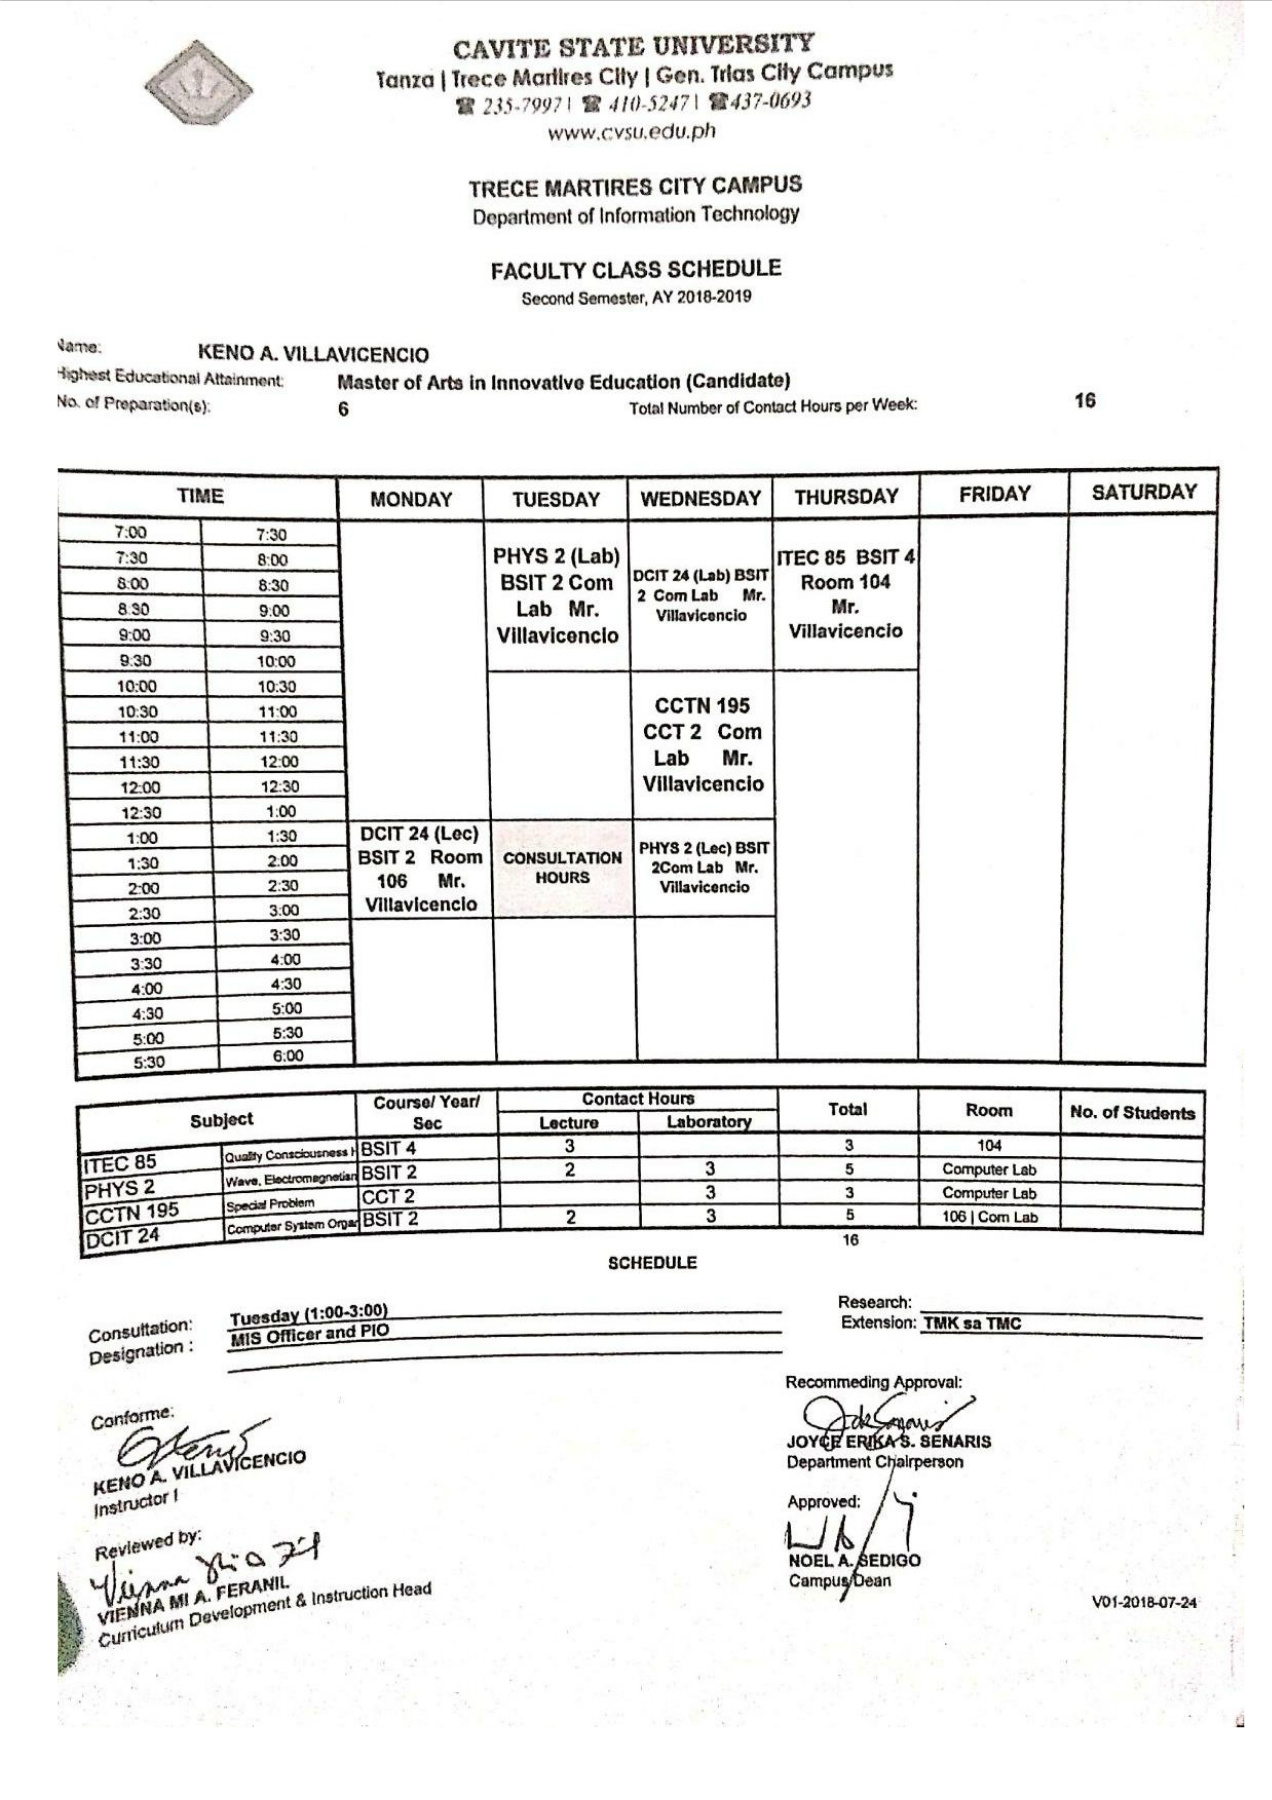 CAVITE STATE UNIVERSITY
Tanza | Trece Martires City | Gen. Trias City Campus
☎ 235-7997 | ☎ 410-5247 | ☎ 437-0693
www.cvsu.edu.ph
TRECE MARTIRES CITY CAMPUS
Department of Information Technology
FACULTY CLASS SCHEDULE
Second Semester, AY 2018-2019
Name: KENO A. VILLAVICENCIO
Highest Educational Attainment: Master of Arts in Innovative Education (Candidate)
No. of Preparation(s): 6 Total Number of Contact Hours per Week: 16
TIME MONDAY TUESDAY WEDNESDAY THURSDAY FRIDAY SATURDAY
7:00 7:30
7:30 8:00
8:00 8:30
8:30 9:00
9:00 9:30
9:30 10:00
10:00 10:30
10:30 11:00
11:00 11:30
11:30 12:00
12:00 12:30
12:30 1:00
1:00 1:30
1:30 2:00
2:00 2:30
2:30 3:00
3:00 3:30
3:30 4:00
4:00 4:30
4:30 5:00
5:00 5:30
5:30 6:00
DCIT 24 (Lec)
BSIT 2 Room
106 Mr.
Villavicencio
PHYS 2 (Lab)
BSIT 2 Com
Lab Mr.
Villavicencio
CONSULTATION
HOURS
DCIT 24 (Lab) BSIT
2 Com Lab Mr.
Villavicencio
CCTN 195
CCT 2 Com
Lab Mr.
Villavicencio
PHYS 2 (Lec) BSIT
2Com Lab Mr.
Villavicencio
ITEC 85 BSIT 4
Room 104
Mr.
Villavicencio
Subject Course/ Year/ Sec Contact Hours Total Room No. of Students
Lecture Laboratory
ITEC 85 Quality Consciousness BSIT 4 3 3 104
PHYS 2 Wave, Electromagnetian BSIT 2 2 3 5 Computer Lab
CCTN 195 Special Problem CCT 2 3 3 Computer Lab
DCIT 24 Computer System Orga BSIT 2 2 3 5 106 | Com Lab
16
SCHEDULE
Consultation: Tuesday (1:00-3:00)
Designation : MIS Officer and PIO
Research:
Extension: TMK sa TMC
Conforme:
KENO A. VILLAVICENCIO
Instructor I
Reviewed by:
VIENNA MI A. FERANIL
Curriculum Development & Instruction Head
Recommeding Approval:
JOYCE ERIKA S. SENARIS
Department Chairperson
Approved:
NOEL A. SEDIGO
Campus Dean
V01-2018-07-24